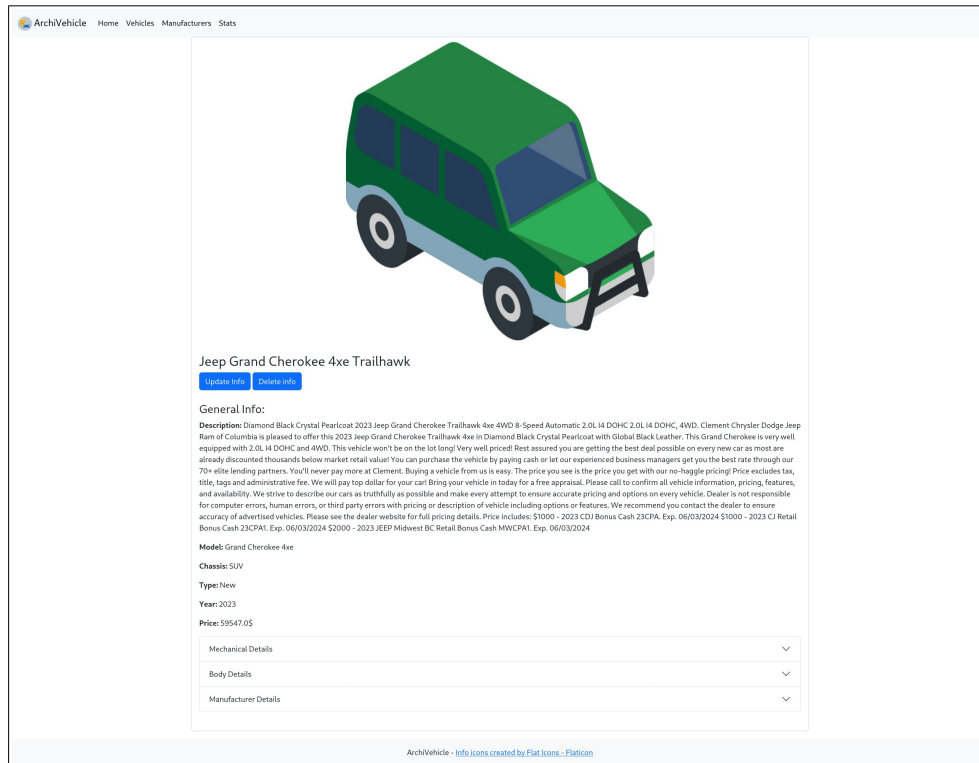 ArchiVehicle Home Vehicles Manufacturers Stats
Jeep Grand Cherokee 4xe Trailhawk
Update Info Delete info
General Info:
Description: Diamond Black Crystal Pearlcoat 2023 Jeep Grand Cherokee Trailhawk 4xe 4WD 8-Speed Automatic 2.0L I4 DOHC 2.0L I4 DOHC, 4WD. Clement Chrysler Dodge Jeep
Ram of Columbia is pleased to offer this 2023 Jeep Grand Cherokee Trailhawk 4xe in Diamond Black Crystal Pearlcoat with Global Black Leather. This Grand Cherokee is very well
equipped with 2.0L I4 DOHC and 4WD. This vehicle won't be on the lot long! Very well priced! Rest assured you are getting the best deal possible on every new car as most are
already discounted thousands below market retail value! You can purchase the vehicle by paying cash or let our experienced business managers get you the best rate through our
70+ elite lending partners. You'll never pay more at Clement. Buying a vehicle from us is easy. The price you see is the price you get with our no-haggle pricing! Price excludes tax,
title, tags and administrative fee. We will pay top dollar for your car! Bring your vehicle in today for a free appraisal. Please call to confirm all vehicle information, pricing, features,
and availability. We strive to describe our cars as truthfully as possible and make every attempt to ensure accurate pricing and options on every vehicle. Dealer is not responsible
for computer errors, human errors, or third party errors with pricing or description of vehicle including options or features. We recommend you contact the dealer to ensure
accuracy of advertised vehicles. Please see the dealer website for full pricing details. Price includes: $1000 - 2023 CDJ Bonus Cash 23CPA. Exp. 06/03/2024 $1000 - 2023 CJ Retail
Bonus Cash 23CPA1. Exp. 06/03/2024 $2000 - 2023 JEEP Midwest BC Retail Bonus Cash MWCPA1. Exp. 06/03/2024
Model: Grand Cherokee 4xe
Chassis: SUV
Type: New
Year: 2023
Price: 59547.0$
Mechanical Details
Body Details
Manufacturer Details
ArchiVehicle - Info icons created by Flat Icons - Flaticon